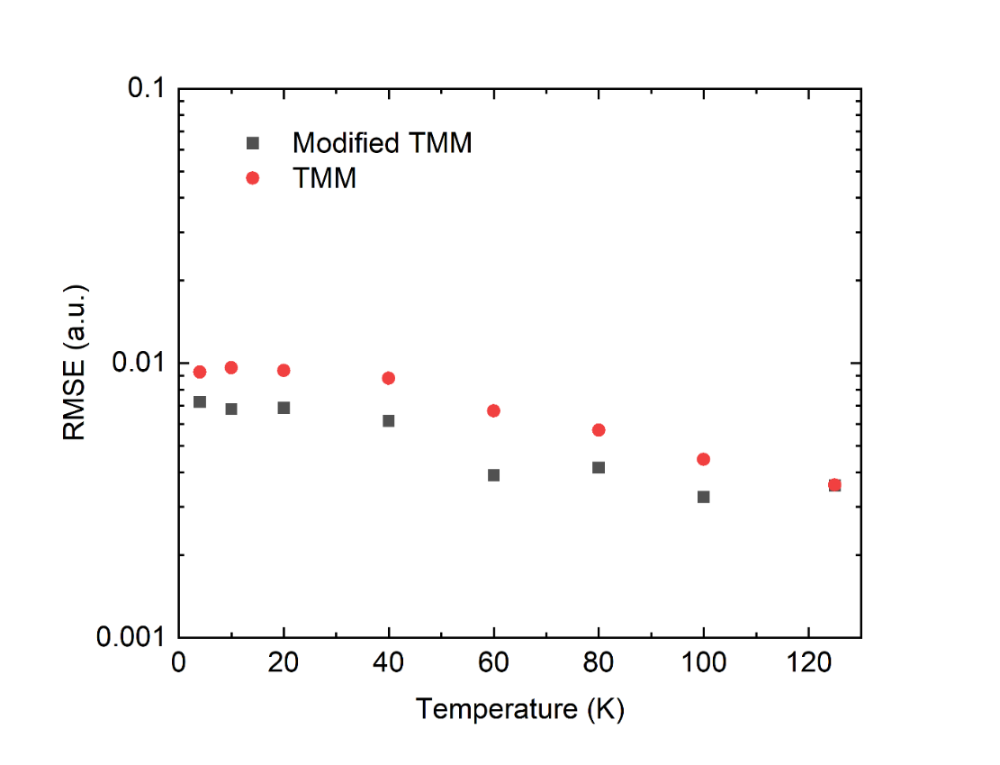 0.1
Modified TMM
TMM
RMSE (a.u.)
0.01
0.001
0 20 40 60 80 100 120
Temperature (K)